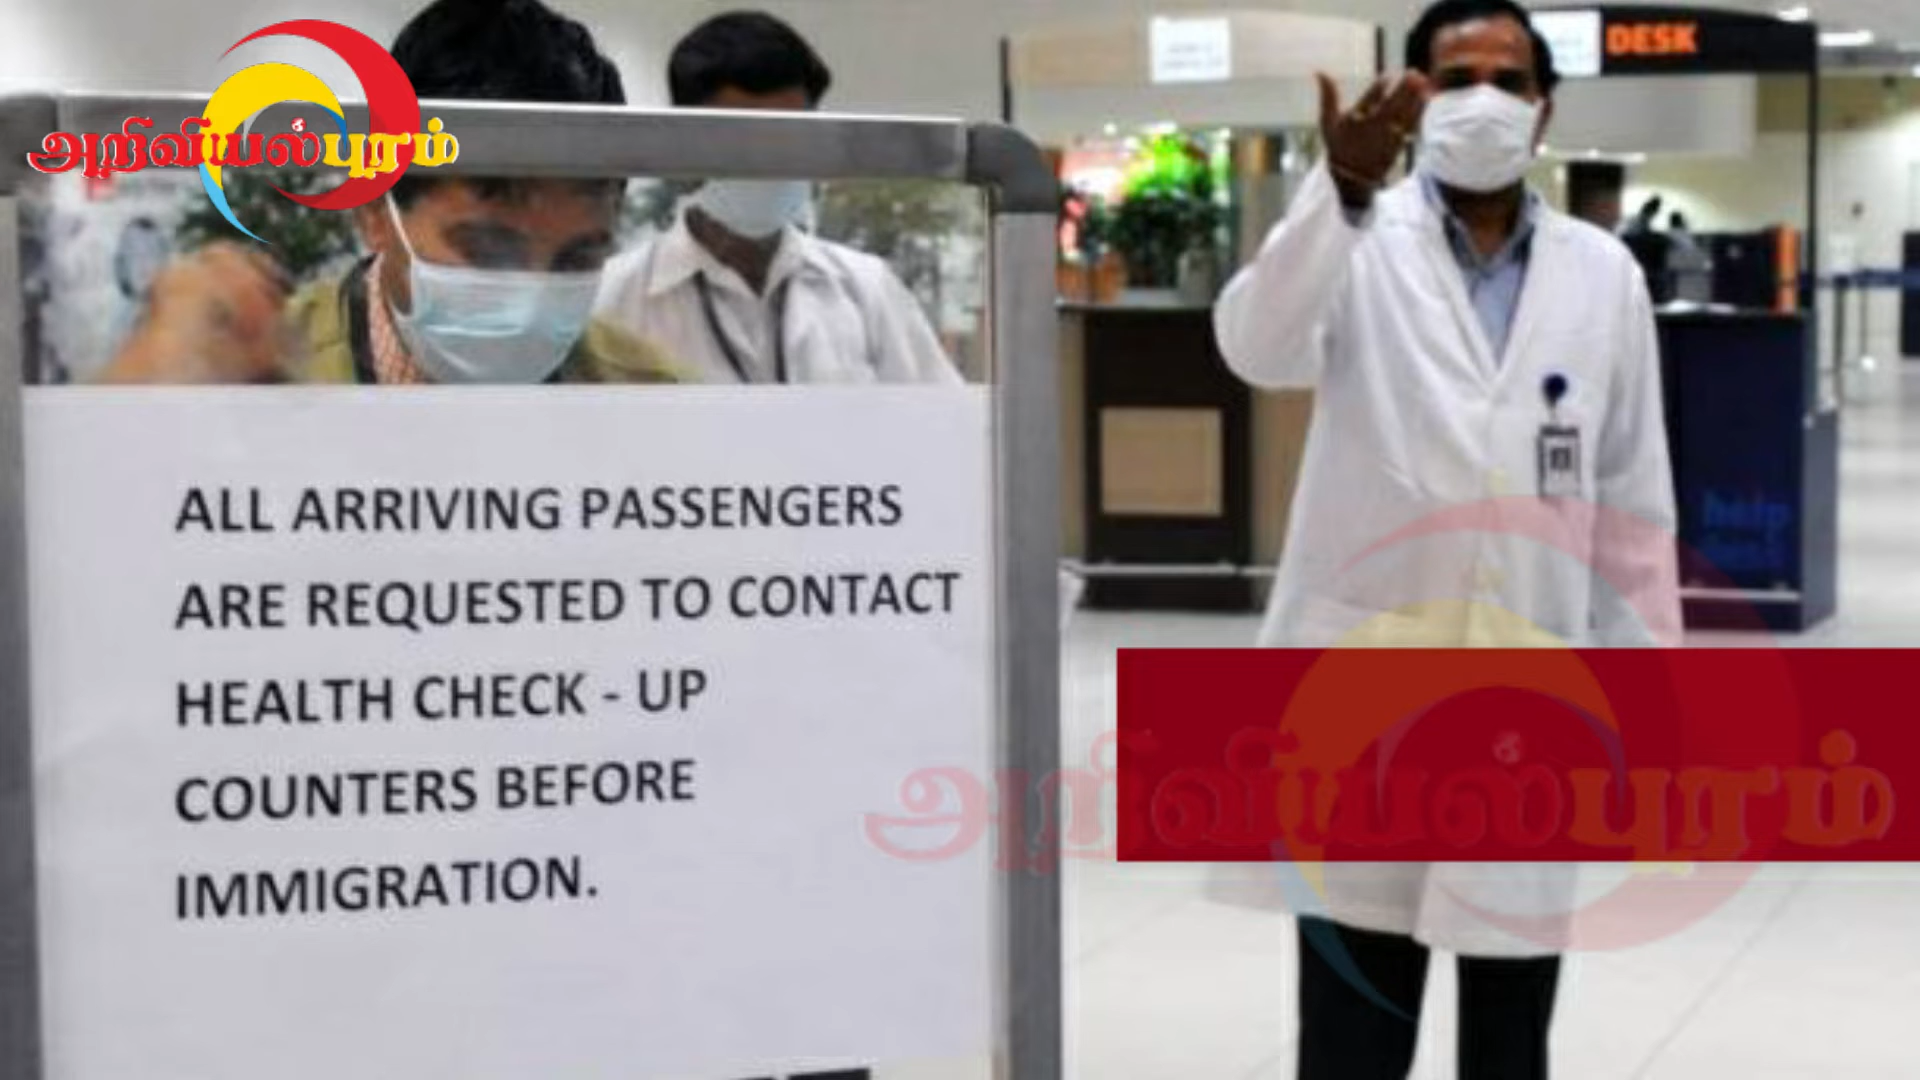 அறிவியல்புரம்
DESK
ALL ARRIVING PASSENGERS
ARE REQUESTED TO CONTACT
HEALTH CHECK - UP
COUNTERS BEFORE
IMMIGRATION.
help
அறிவியல்புரம்